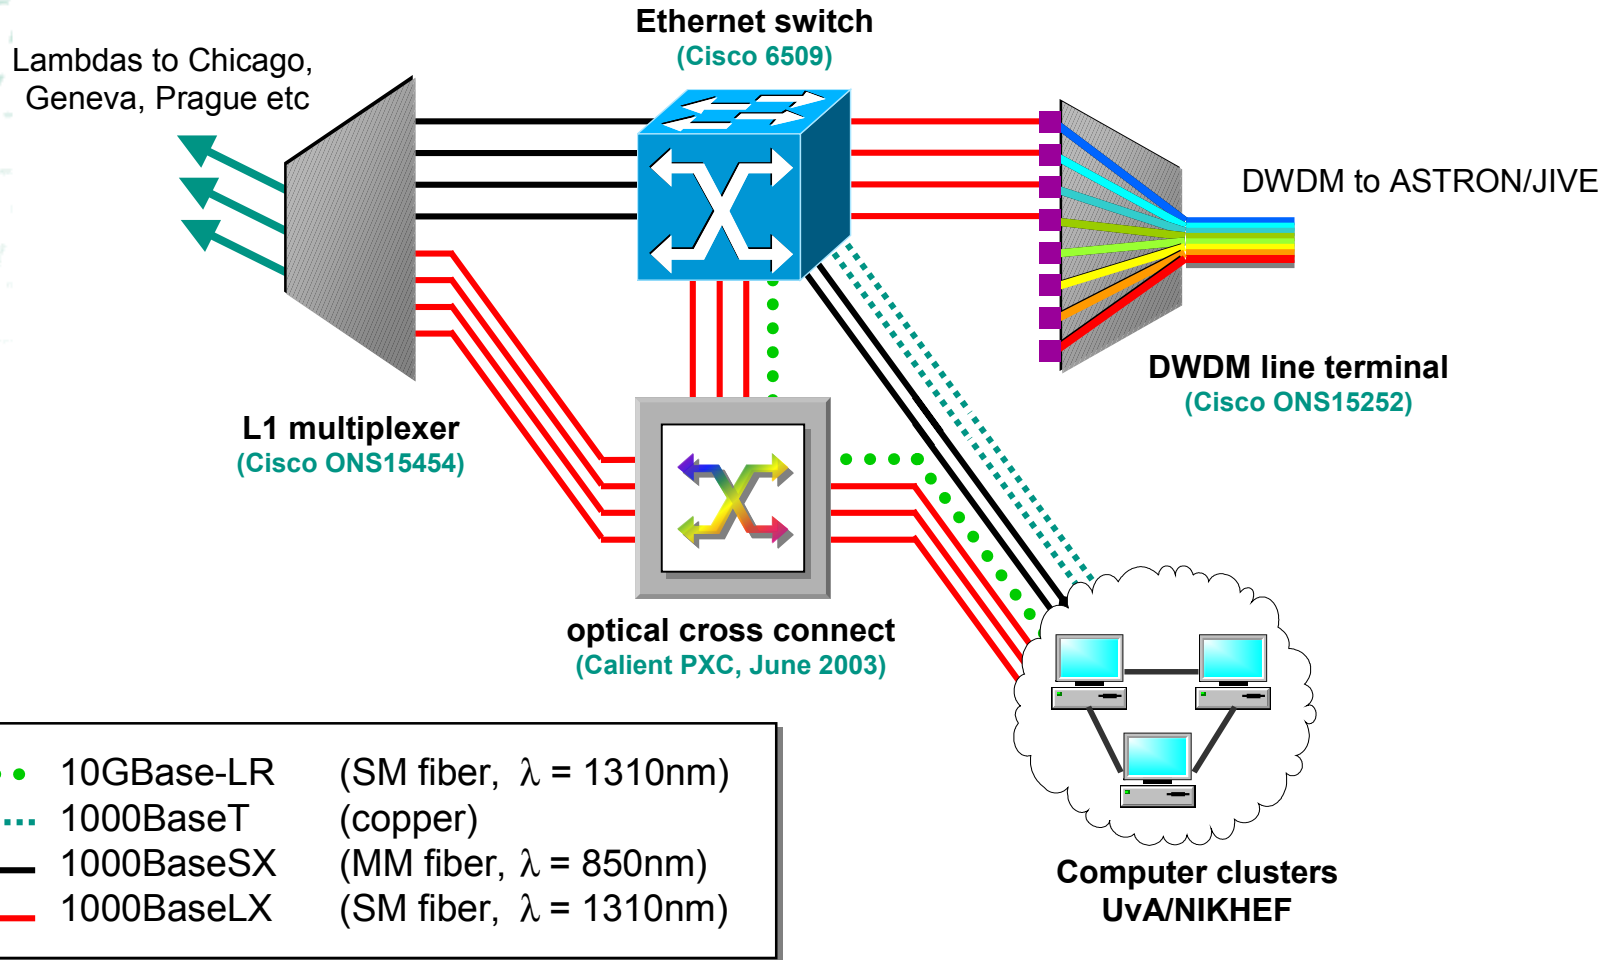 Ethernet switch
(Cisco 6509)
Lambdas to Chicago,
Geneva, Prague etc
DWDM to ASTRON/JIVE
DWDM line terminal
(Cisco ONS15252)
L1 multiplexer
(Cisco ONS15454)
optical cross connect
(Calient PXC, June 2003)
10GBase-LR (SM fiber, λ = 1310nm)
1000BaseT (copper)
1000BaseSX (MM fiber, λ = 850nm)
1000BaseLX (SM fiber, λ = 1310nm)
Computer clusters
UvA/NIKHEF